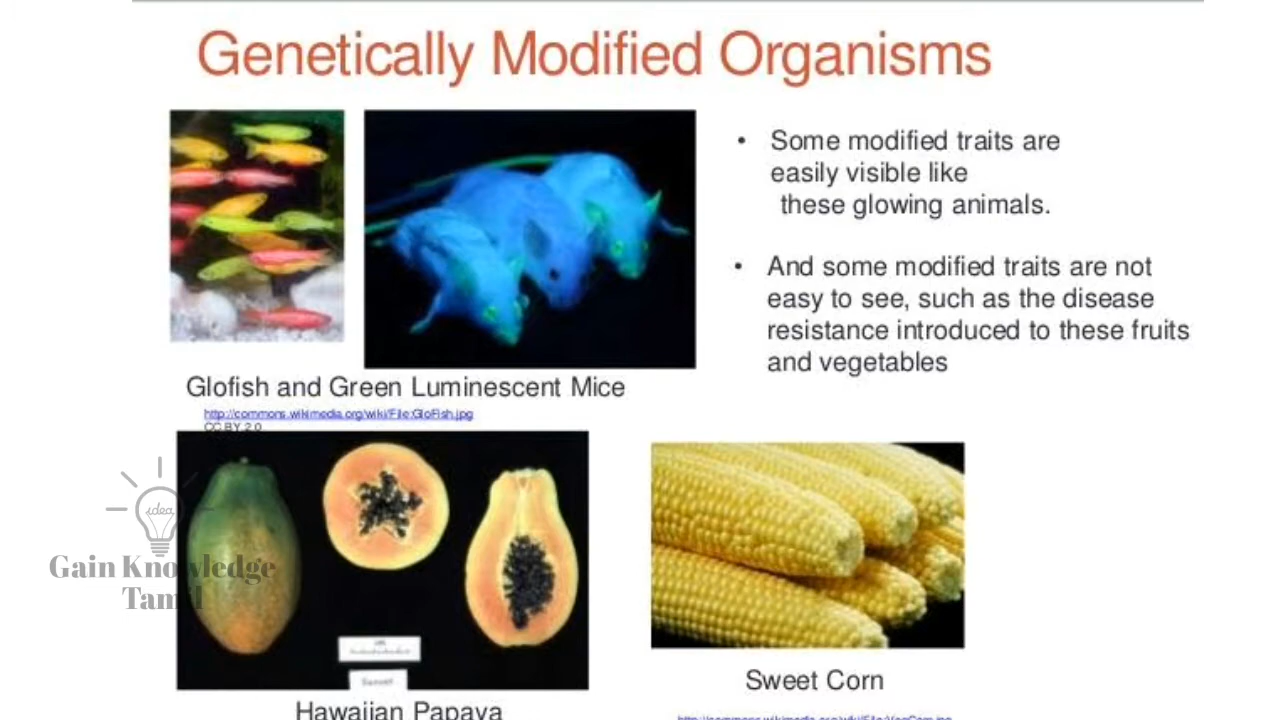 Genetically Modified Organisms
• Some modified traits are
easily visible like
these glowing animals.
• And some modified traits are not
easy to see, such as the disease
resistance introduced to these fruits
and vegetables
Glofish and Green Luminescent Mice
http://commons.wikimedia.org/wiki/File:GloFish.jpg
CC BY 2.0
idea
Gain Knowledge
Tamil
Sunset
Sweet Corn
Hawaiian Papaya